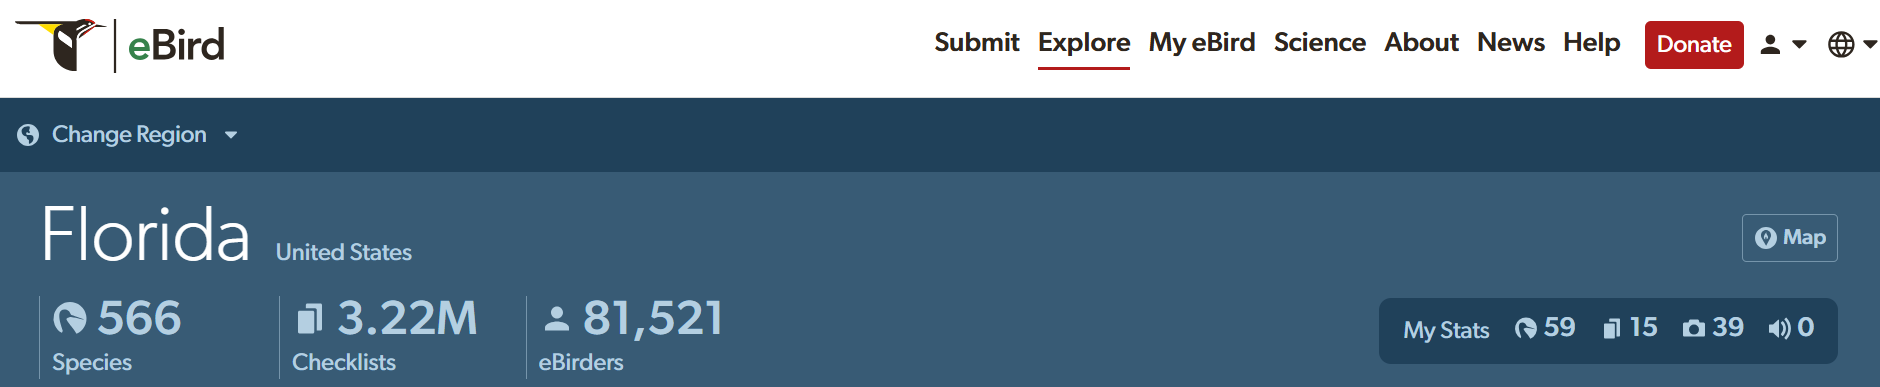 eBird
Submit Explore My eBird Science About News Help Donate
Change Region
Florida United States
Map
566 3.22M 81,521
Species Checklists eBirders
My Stats 59 15 39 0